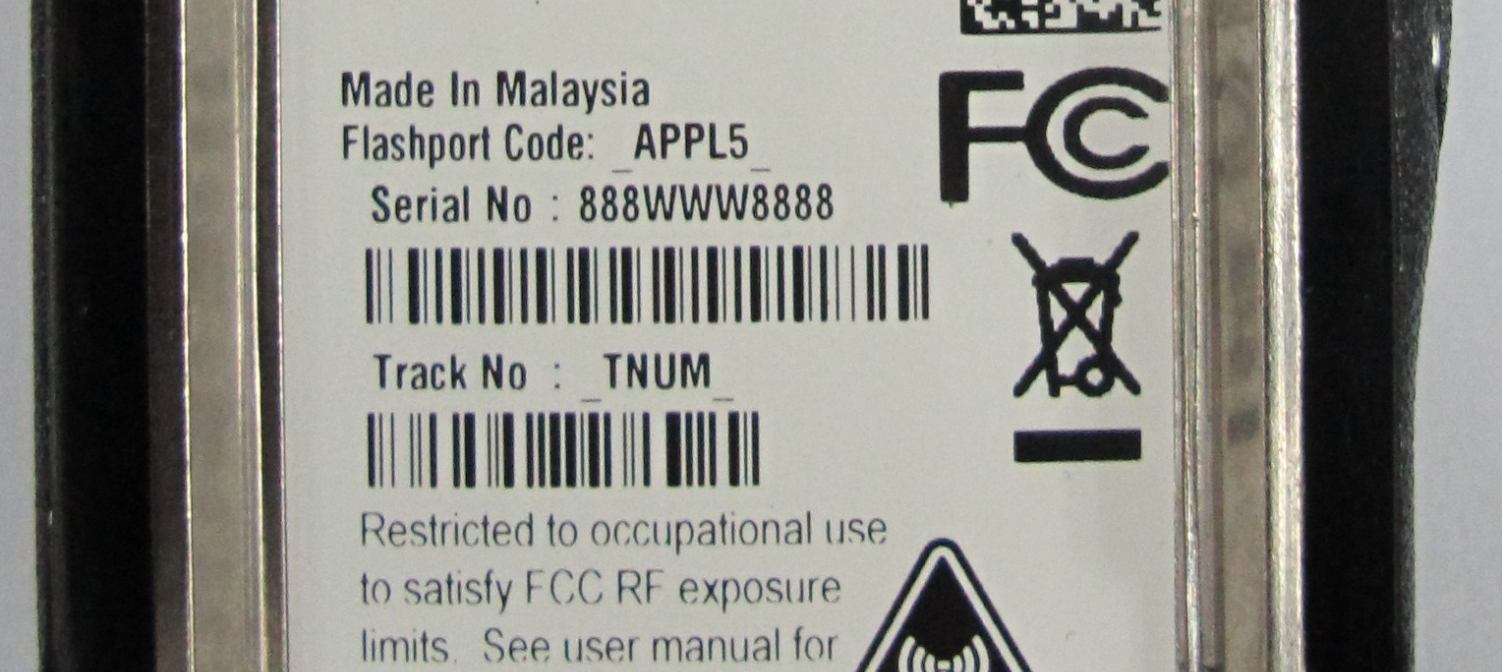 Made In Malaysia
Flashport Code: _APPL5_
Serial No : 888WWW8888
Track No : _TNUM_
Restricted to occupational use
to satisfy FCC RF exposure
limits. See user manual for
FC